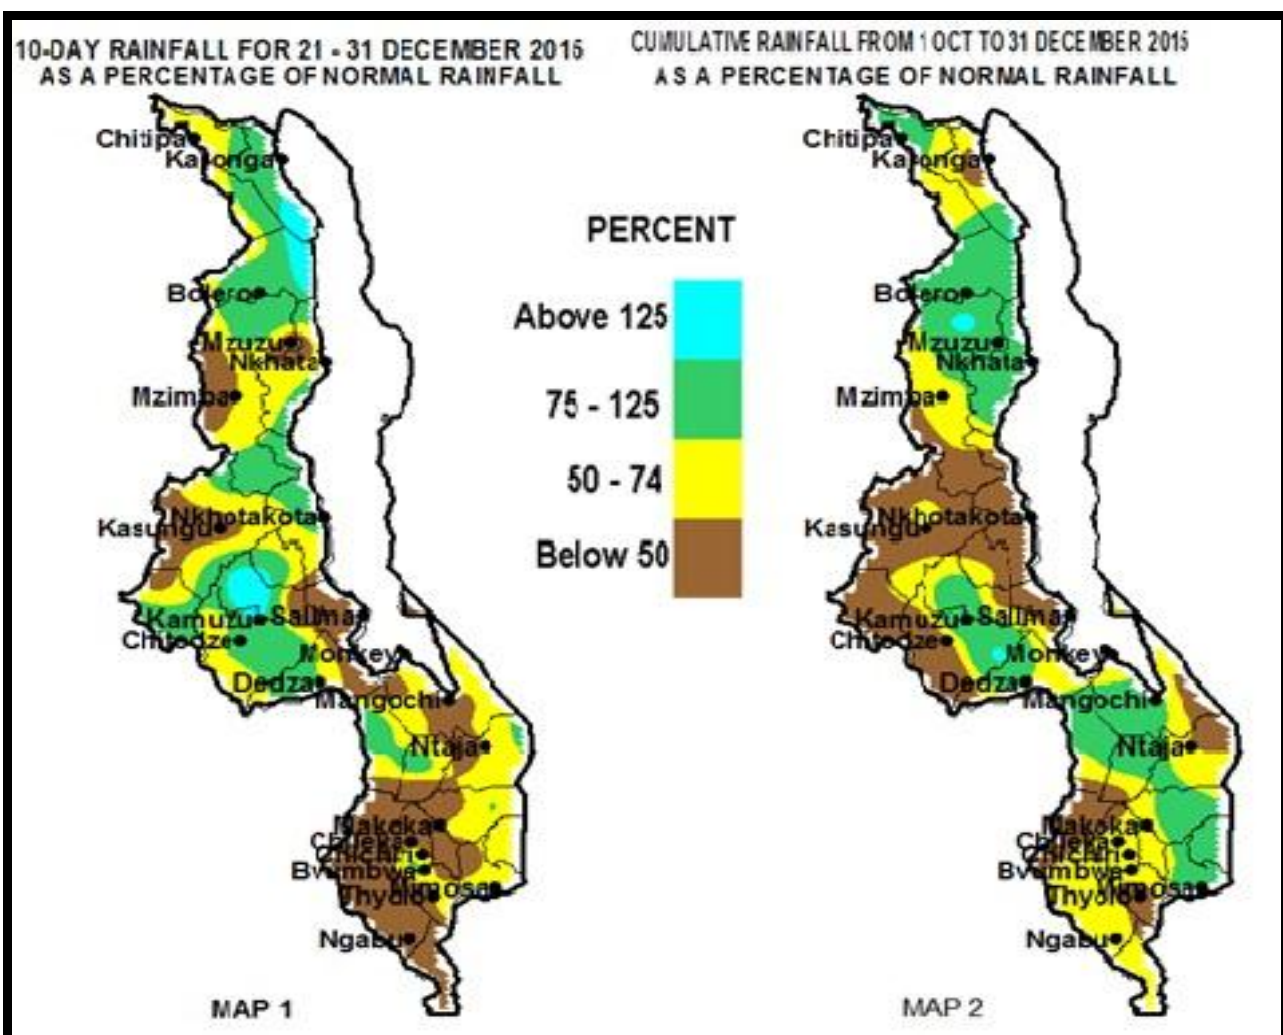 10-DAY RAINFALL FOR 21 - 31 DECEMBER 2015
AS A PERCENTAGE OF NORMAL RAINFALL
CUMULATIVE RAINFALL FROM 1 OCT TO 31 DECEMBER 2015
AS A PERCENTAGE OF NORMAL RAINFALL
Chitipa
Karonga
Bolero
Mzuzu
Nkhata
Mzimba
Nkhotakota
Kasungu
Kamuzu
Salima
Chitedze
Monkey
Dedza
Mangochi
Ntaja
Makoka
Chileka
Chichiri
Bvumbwe
Mimosa
Thyolo
Ngabu
MAP 1
PERCENT
Above 125
75 - 125
50 - 74
Below 50
Chitipa
Karonga
Bolero
Mzuzu
Nkhata
Mzimba
Nkhotakota
Kasungu
Kamuzu
Salima
Chitedze
Monkey
Dedza
Mangochi
Ntaja
Makoka
Chileka
Chichiri
Bvumbwe
Mimosa
Thyolo
Ngabu
MAP 2